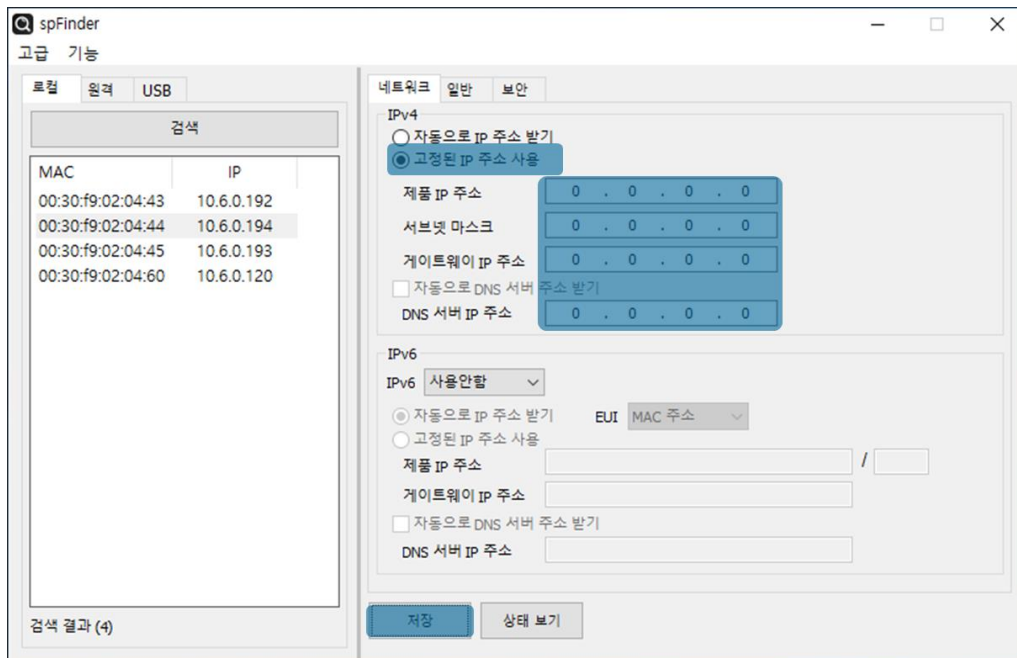 spFinder
고급 기능
로컬 원격 USB
검색
MAC IP
00:30:f9:02:04:43 10.6.0.192
00:30:f9:02:04:44 10.6.0.194
00:30:f9:02:04:45 10.6.0.193
00:30:f9:02:04:60 10.6.0.120
검색 결과 (4)
네트워크 일반 보안
IPv4
자동으로 IP 주소 받기
고정된 IP 주소 사용
제품 IP 주소 0 . 0 . 0 . 0
서브넷 마스크 0 . 0 . 0 . 0
게이트웨이 IP 주소 0 . 0 . 0 . 0
자동으로 DNS 서버 주소 받기
DNS 서버 IP 주소 0 . 0 . 0 . 0
IPv6
IPv6 사용안함
자동으로 IP 주소 받기 EUI MAC 주소
고정된 IP 주소 사용
제품 IP 주소 /
게이트웨이 IP 주소
자동으로 DNS 서버 주소 받기
DNS 서버 IP 주소
저장 상태 보기